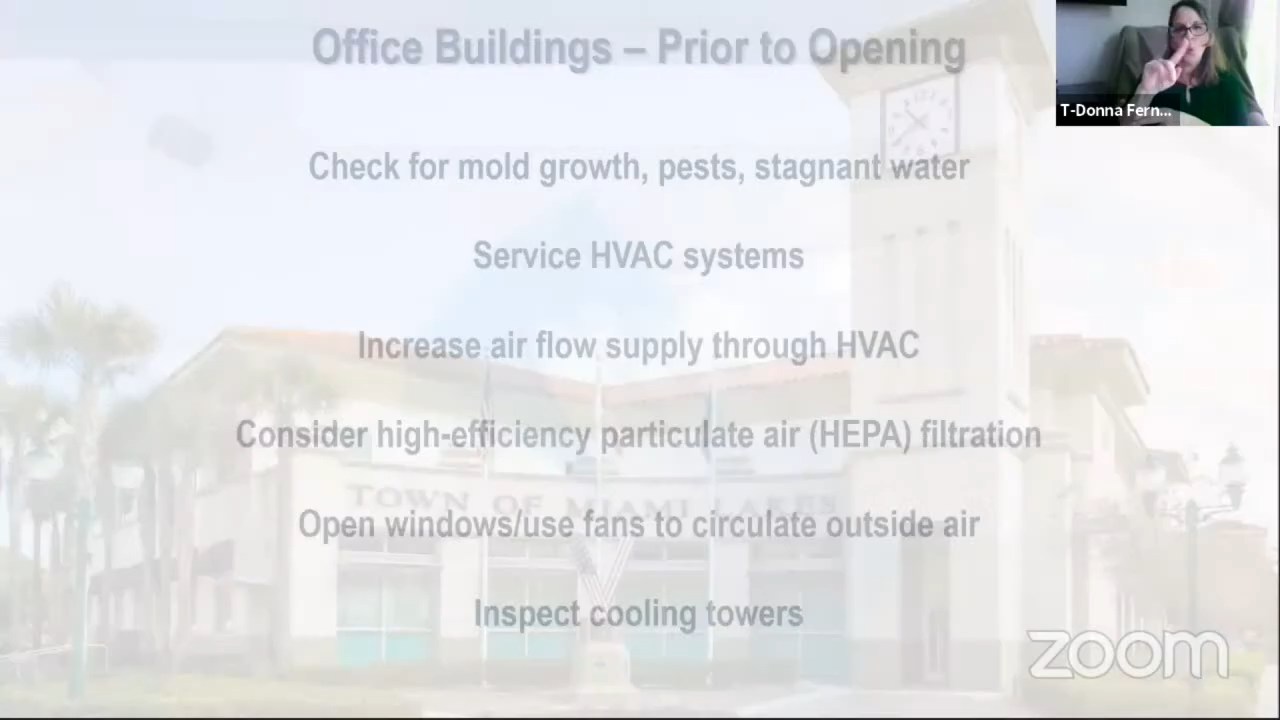 Office Buildings – Prior to Opening
T-Donna Fern...
Check for mold growth, pests, stagnant water
Service HVAC systems
Increase air flow supply through HVAC
Consider high-efficiency particulate air (HEPA) filtration
TOWN OF MIAMI LAKES
Open windows/use fans to circulate outside air
Inspect cooling towers
zoom